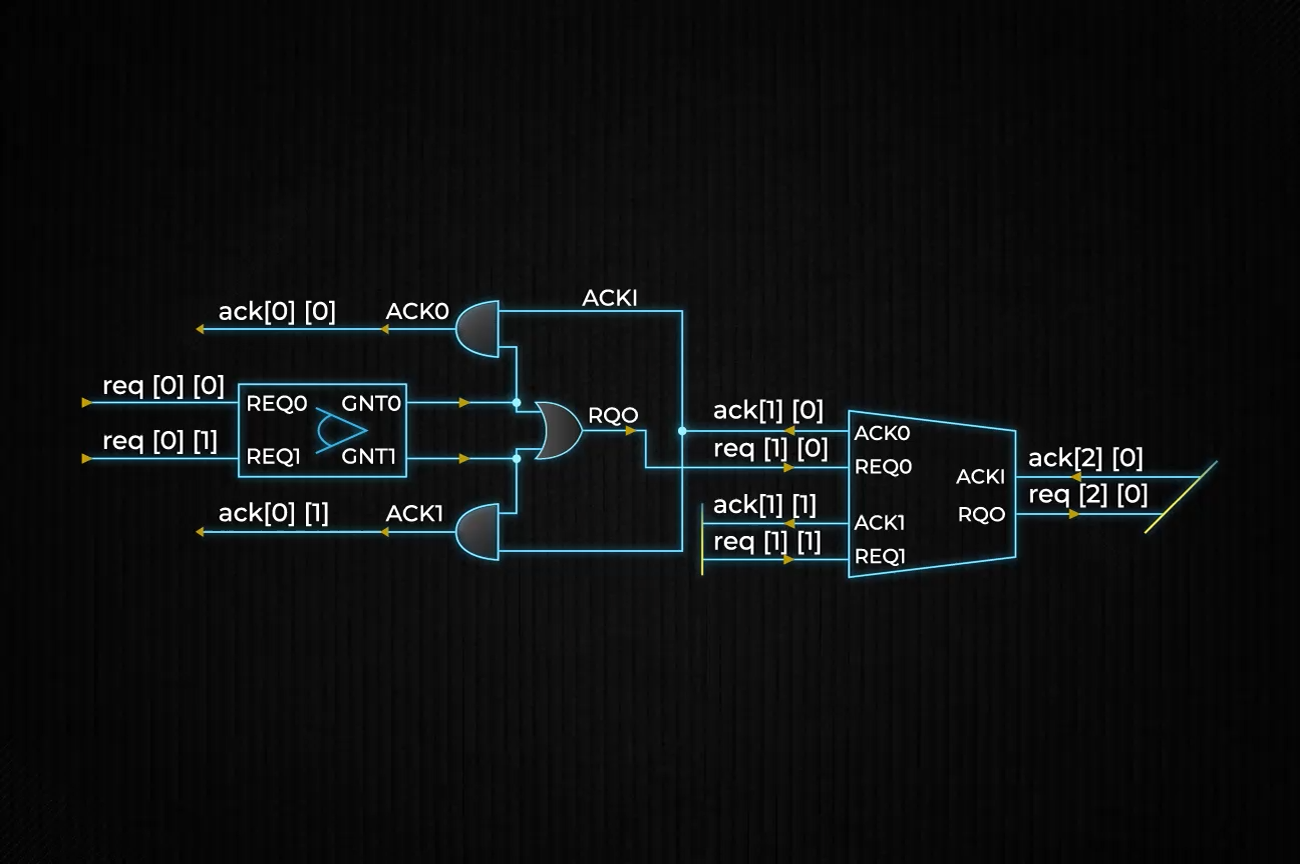 ACKI
ack[0] [0]
ACK0
req [0] [0]
REQ0
GNT0
RQO
ack[1] [0]
ACK0
req [0] [1]
REQ1
GNT1
req [1] [0]
REQ0
ACKI
ack[2] [0]
ack[0] [1]
ACK1
ack[1] [1]
ACK1
RQO
req [2] [0]
req [1] [1]
REQ1